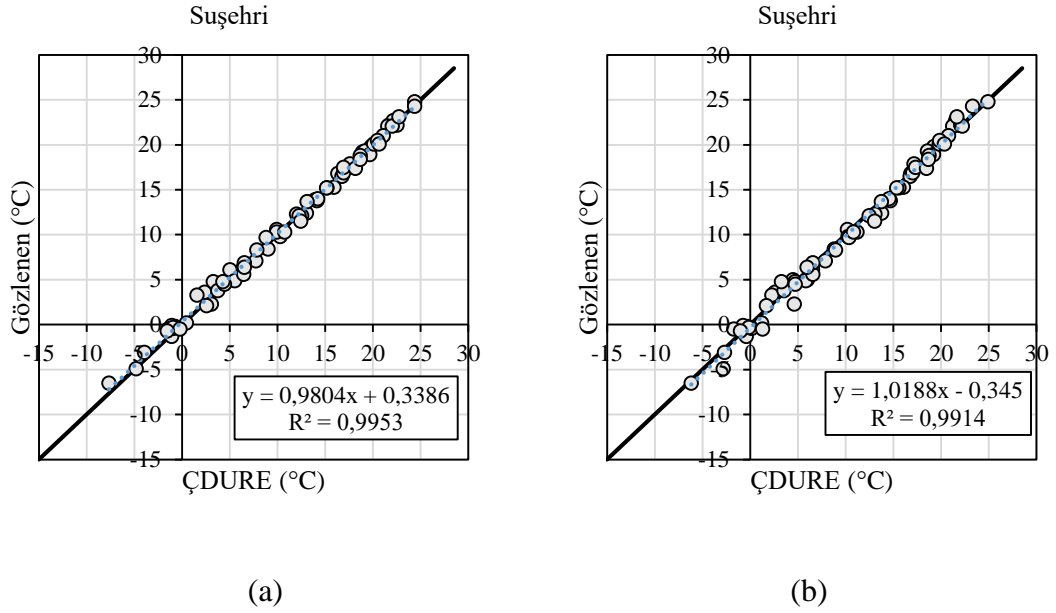 Suşehri
30
25
20
15
10
5
0
-5
-10
-15
-15 -10 -5 0 5 10 15 20 25 30
Gözlenen (°C)
ÇDURE (°C)
y = 0,9804x + 0,3386
R² = 0,9953
(a)
Suşehri
30
25
20
15
10
5
0
-5
-10
-15
-15 -10 -5 0 5 10 15 20 25 30
Gözlenen (°C)
ÇDURE (°C)
y = 1,0188x - 0,345
R² = 0,9914
(b)